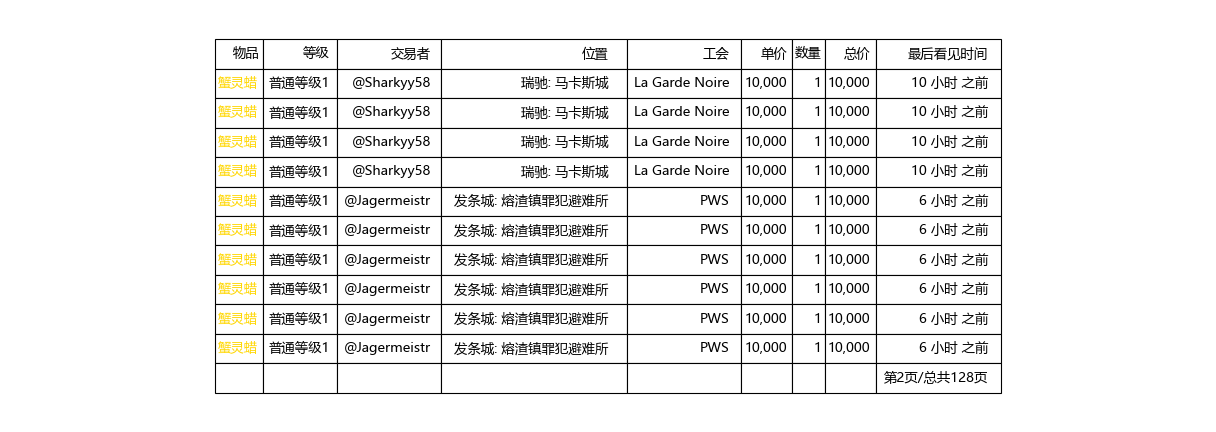 物品 等级 交易者 位置 工会 单价 数量 总价 最后看见时间
蟹灵蜡 普通等级1 @Sharkyy58 瑞驰: 马卡斯城 La Garde Noire 10,000 1 10,000 10 小时 之前
蟹灵蜡 普通等级1 @Sharkyy58 瑞驰: 马卡斯城 La Garde Noire 10,000 1 10,000 10 小时 之前
蟹灵蜡 普通等级1 @Sharkyy58 瑞驰: 马卡斯城 La Garde Noire 10,000 1 10,000 10 小时 之前
蟹灵蜡 普通等级1 @Sharkyy58 瑞驰: 马卡斯城 La Garde Noire 10,000 1 10,000 10 小时 之前
蟹灵蜡 普通等级1 @Jagermeistr 发条城: 熔渣镇罪犯避难所 PWS 10,000 1 10,000 6 小时 之前
蟹灵蜡 普通等级1 @Jagermeistr 发条城: 熔渣镇罪犯避难所 PWS 10,000 1 10,000 6 小时 之前
蟹灵蜡 普通等级1 @Jagermeistr 发条城: 熔渣镇罪犯避难所 PWS 10,000 1 10,000 6 小时 之前
蟹灵蜡 普通等级1 @Jagermeistr 发条城: 熔渣镇罪犯避难所 PWS 10,000 1 10,000 6 小时 之前
蟹灵蜡 普通等级1 @Jagermeistr 发条城: 熔渣镇罪犯避难所 PWS 10,000 1 10,000 6 小时 之前
蟹灵蜡 普通等级1 @Jagermeistr 发条城: 熔渣镇罪犯避难所 PWS 10,000 1 10,000 6 小时 之前
第2页/总共128页